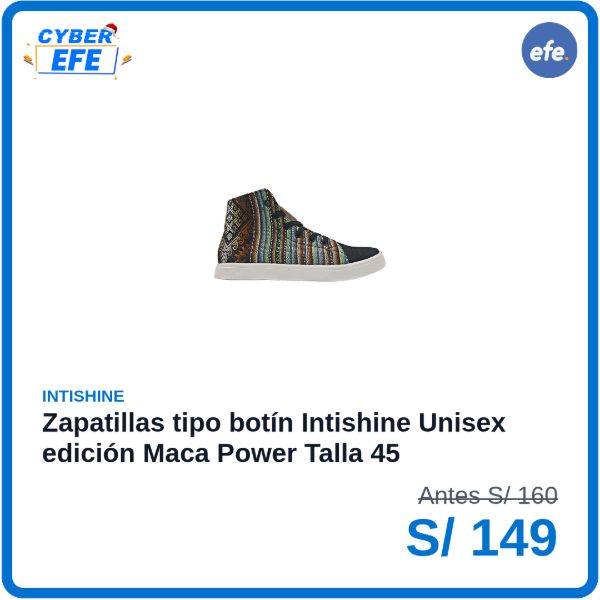 CYBER
EFE
efe.
INTISHINE
Zapatillas tipo botín Intishine Unisex
edición Maca Power Talla 45
Antes S/ 160
S/ 149